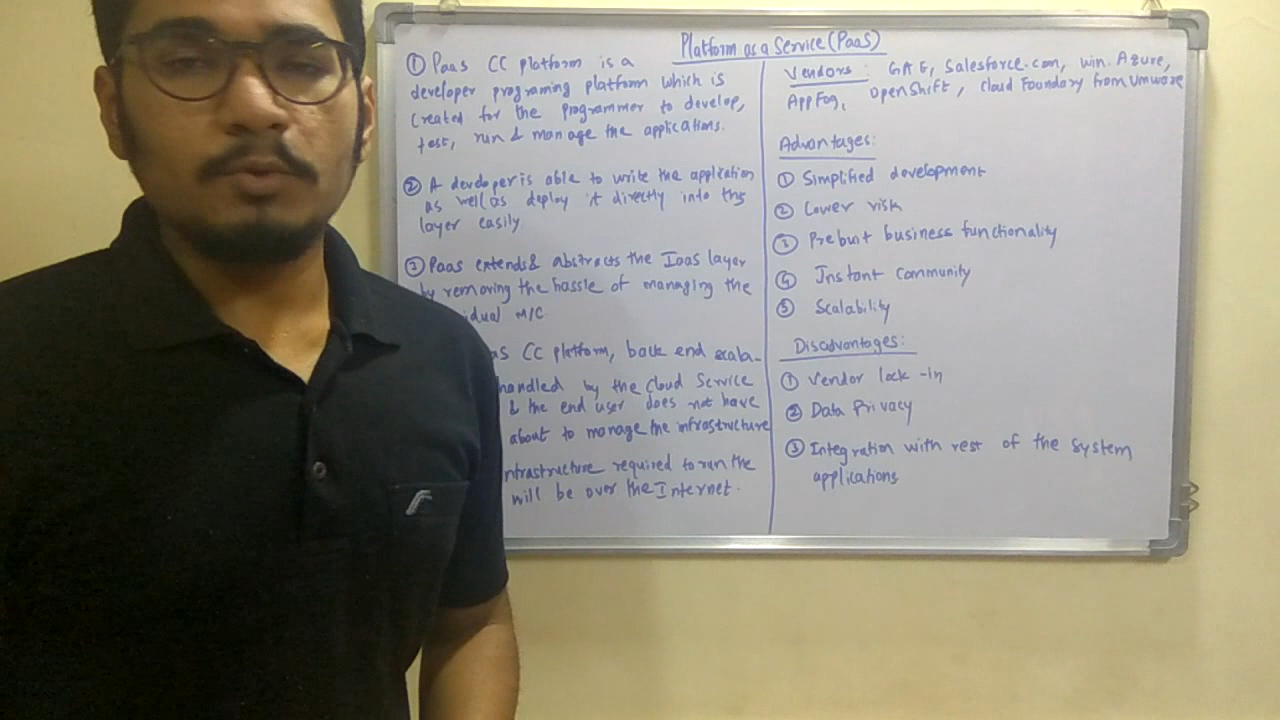 Platform as a Service (PaaS)
① PaaS CC platform is a
developer programing platform which is
created for the programmer to develop,
test, run & manage the applications.
② A developer is able to write the application
as well as deploy it directly into this
layer easily
③ PaaS extends & abstracts the IaaS layer
by removing the hassle of managing the
idual M/C.
as CC platform, back end scala-
handled by the cloud service
& the end user does not have
about to manage the infrastructure
nfrastructure required to run the
will be over the Internet.
Vendors : GAE, Salesforce.com, win. Azure,
AppFog, OpenShift, Cloud Foundary from Vmware
Advantages:
① Simplified development
② Lower risk
③ Prebuit business functionality
④ Instant community
⑤ Scalability
Disadvantages:
① Vendor lock-in
② Data Privacy
③ Integration with rest of the system
applications